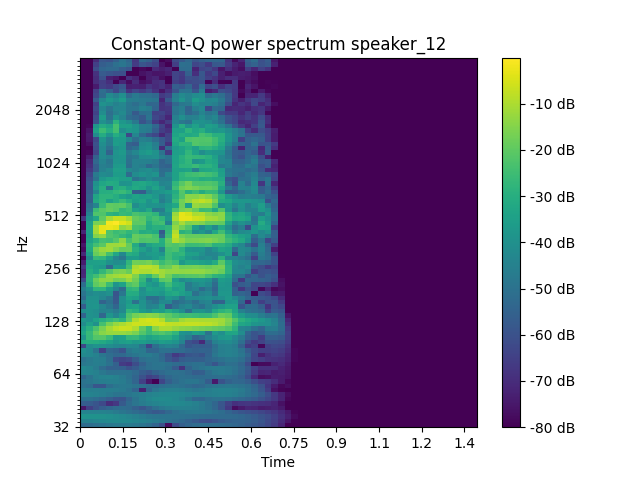 Constant-Q power spectrum speaker_12
Hz
2048
1024
512
256
128
64
32
0 0.15 0.3 0.45 0.6 0.75 0.9 1.1 1.2 1.4
Time
-10 dB
-20 dB
-30 dB
-40 dB
-50 dB
-60 dB
-70 dB
-80 dB